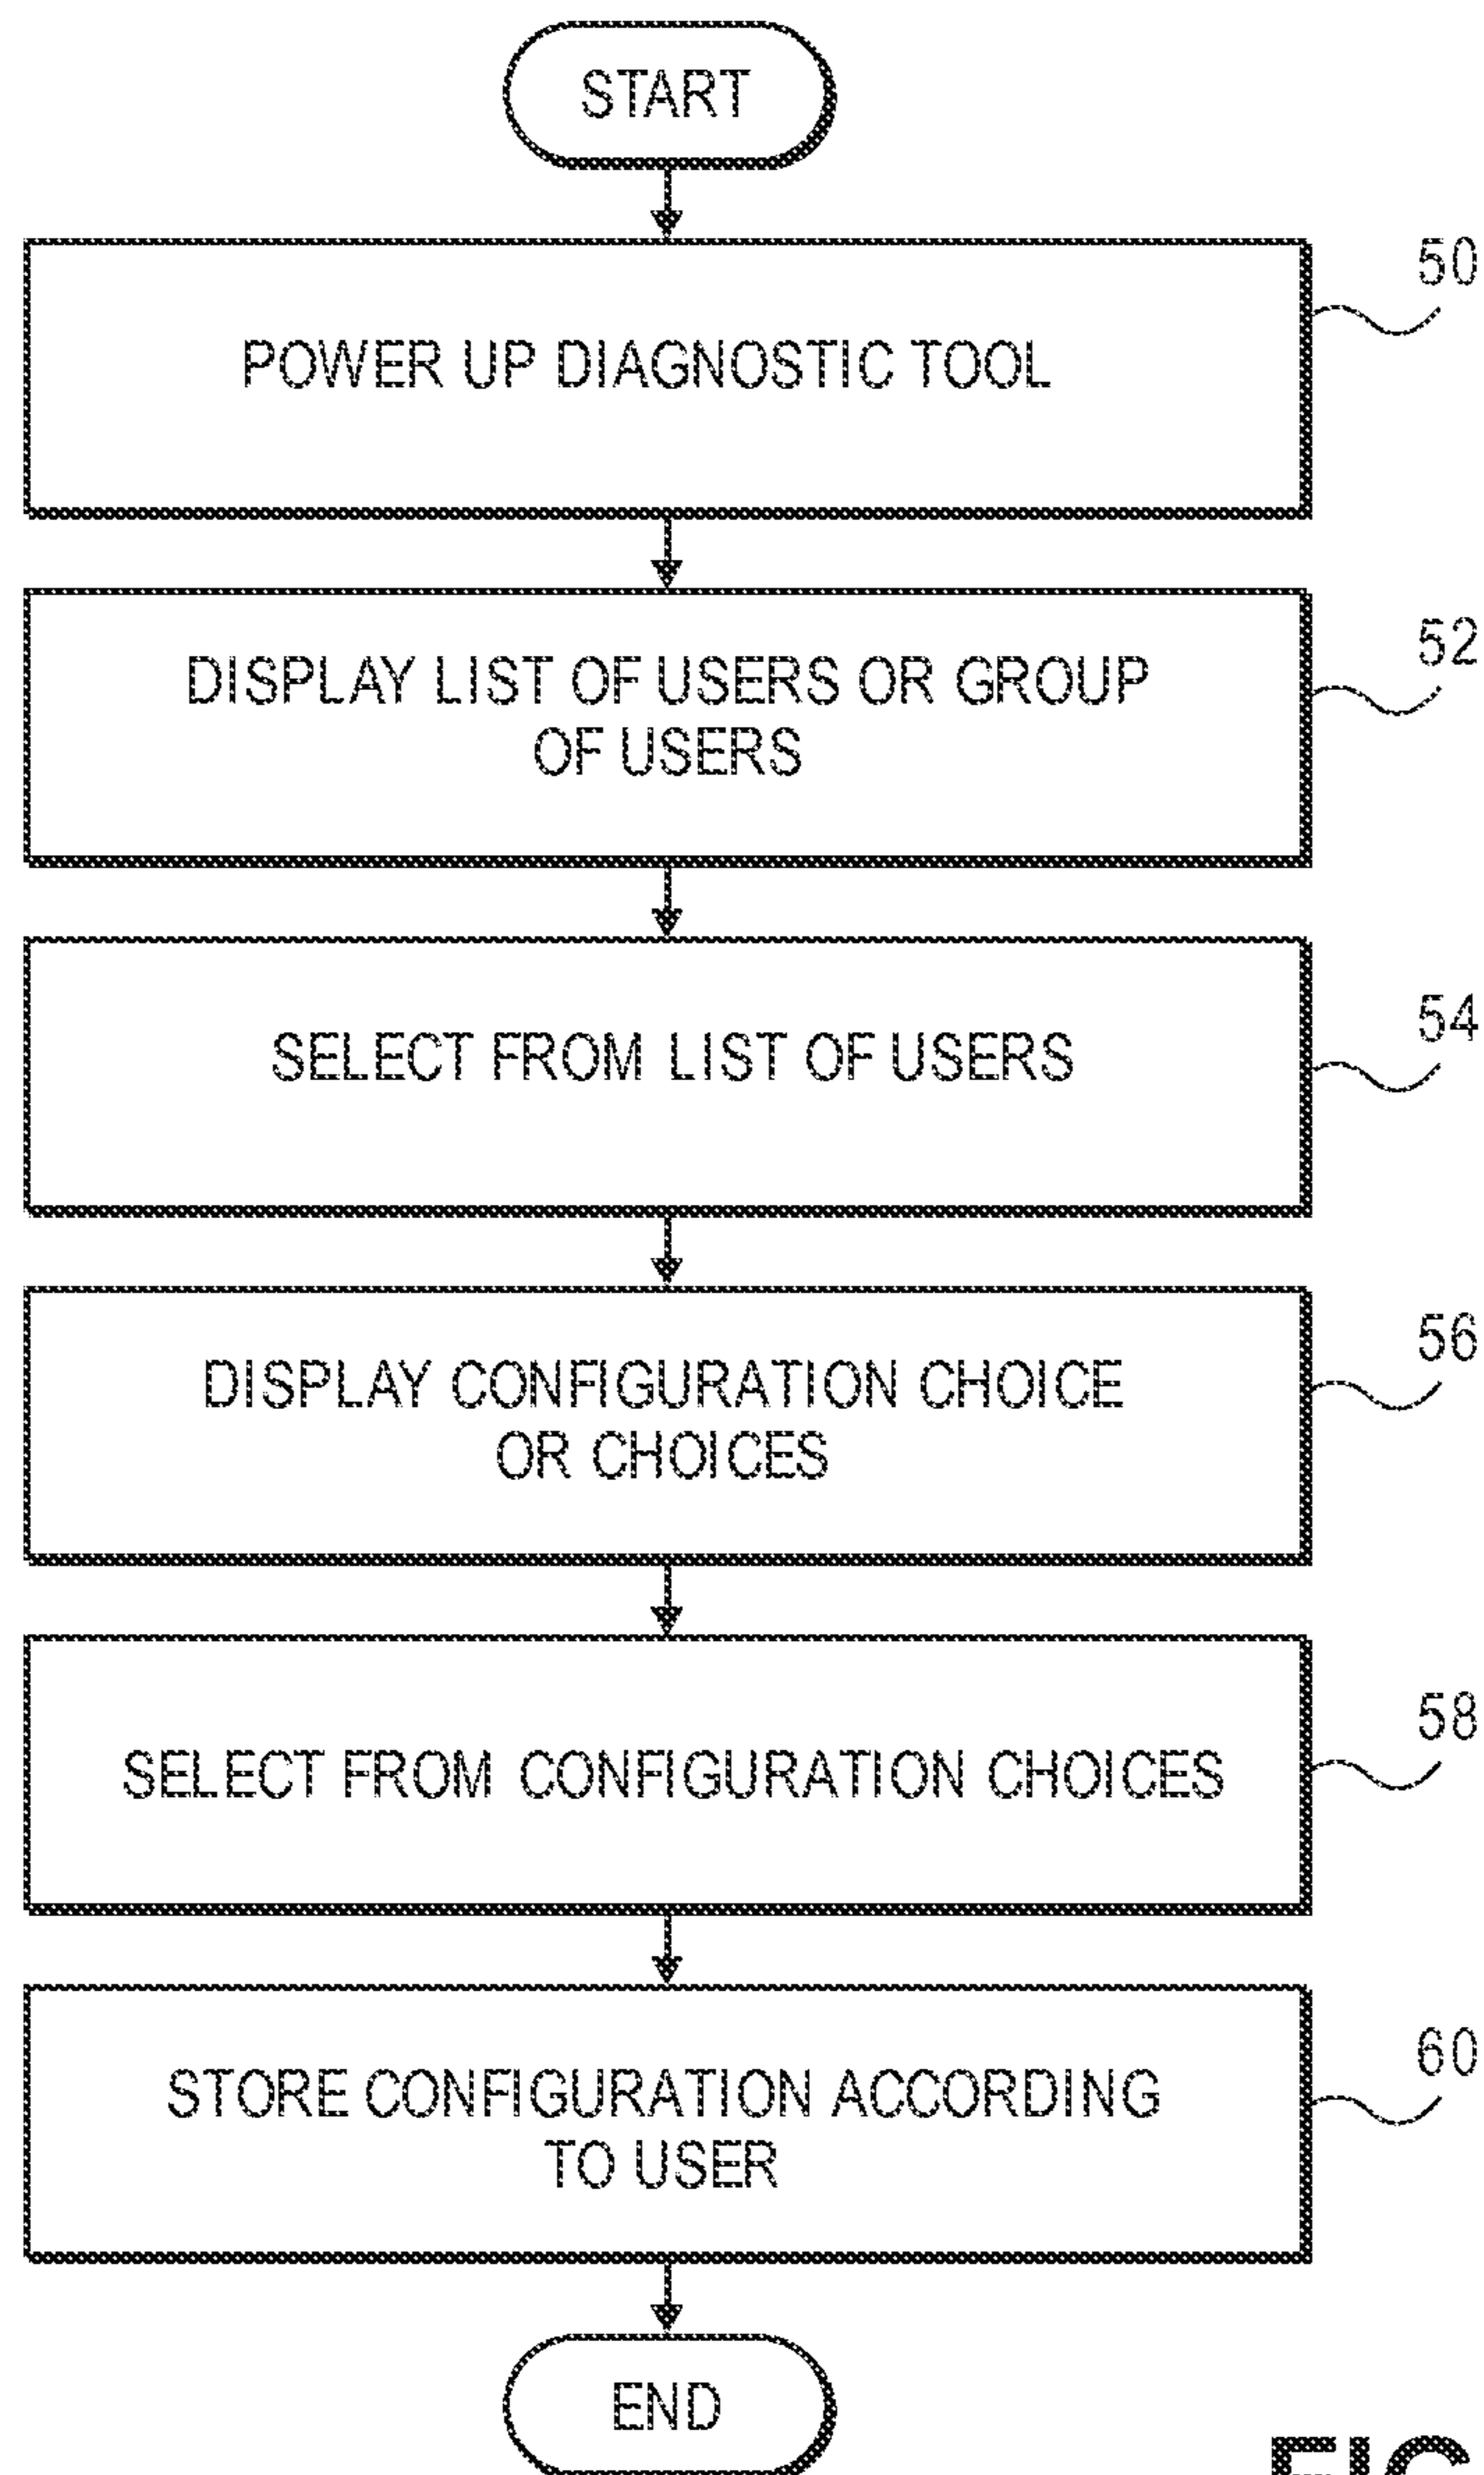 START
50
POWER UP DIAGNOSTIC TOOL
52
DISPLAY LIST OF USERS OR GROUP
OF USERS
54
SELECT FROM LIST OF USERS
56
DISPLAY CONFIGURATION CHOICE
OR CHOICES
58
SELECT FROM CONFIGURATION CHOICES
60
STORE CONFIGURATION ACCORDING
TO USER
END